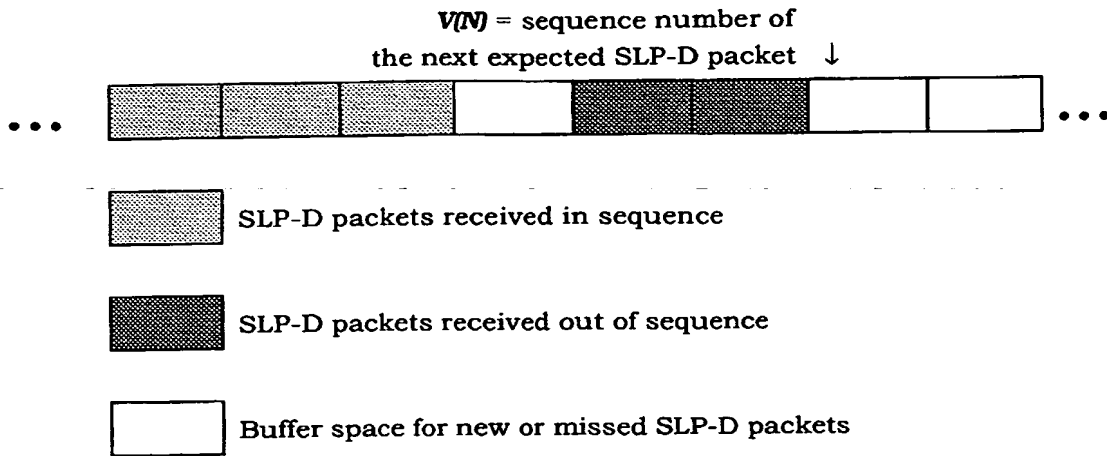 V(N) = sequence number of
the next expected SLP-D packet ↓
••• •••
SLP-D packets received in sequence
SLP-D packets received out of sequence
Buffer space for new or missed SLP-D packets